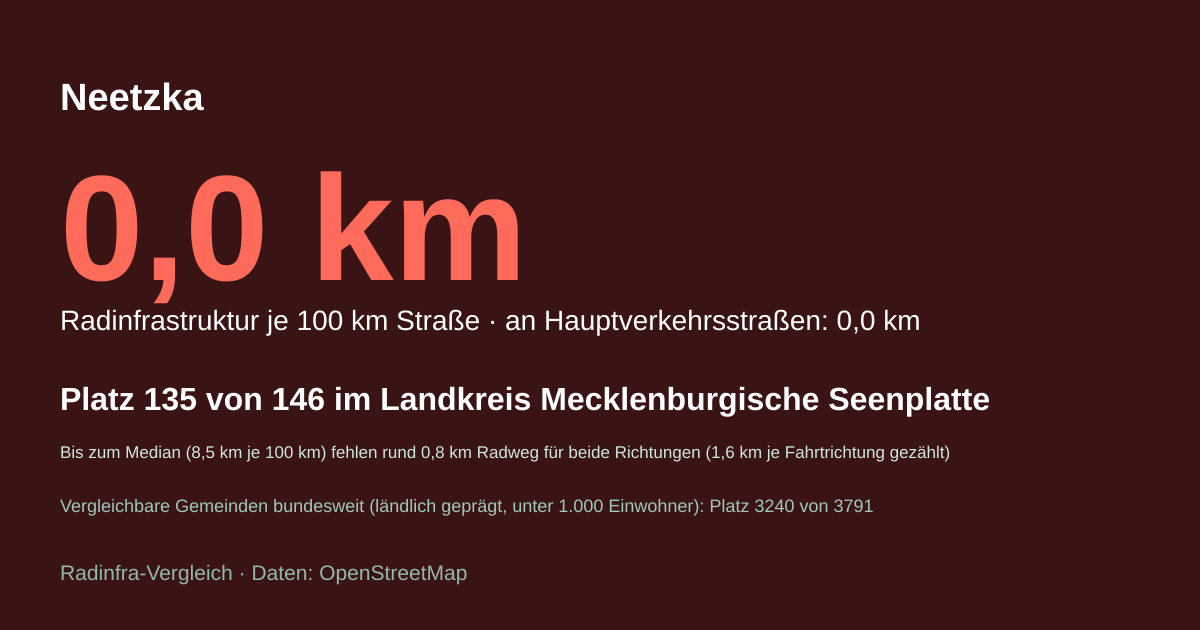 Neetzka
0,0 km
Radinfrastruktur je 100 km Straße · an Hauptverkehrsstraßen: 0,0 km
Platz 135 von 146 im Landkreis Mecklenburgische Seenplatte
Bis zum Median (8,5 km je 100 km) fehlen rund 0,8 km Radweg für beide Richtungen (1,6 km je Fahrtrichtung gezählt)
Vergleichbare Gemeinden bundesweit (ländlich geprägt, unter 1.000 Einwohner): Platz 3240 von 3791
Radinfra-Vergleich · Daten: OpenStreetMap